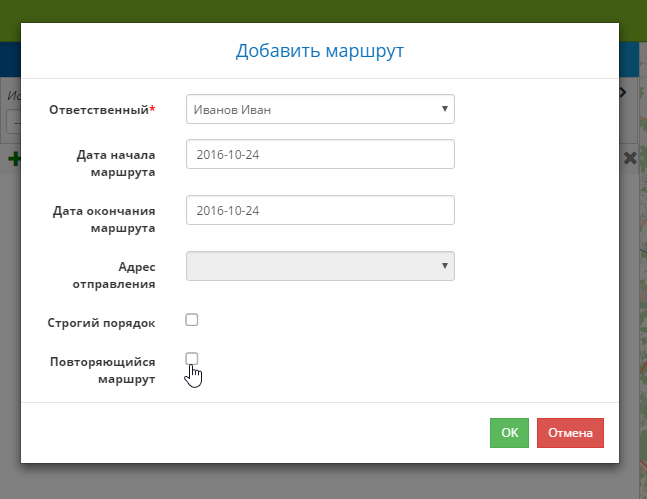 Добавить маршрут
Ответственный*
Иванов Иван
Дата начала
маршрута
2016-10-24
Дата окончания
маршрута
2016-10-24
Адрес
отправления
Строгий порядок
Повторяющийся
маршрут
OK
Отмена